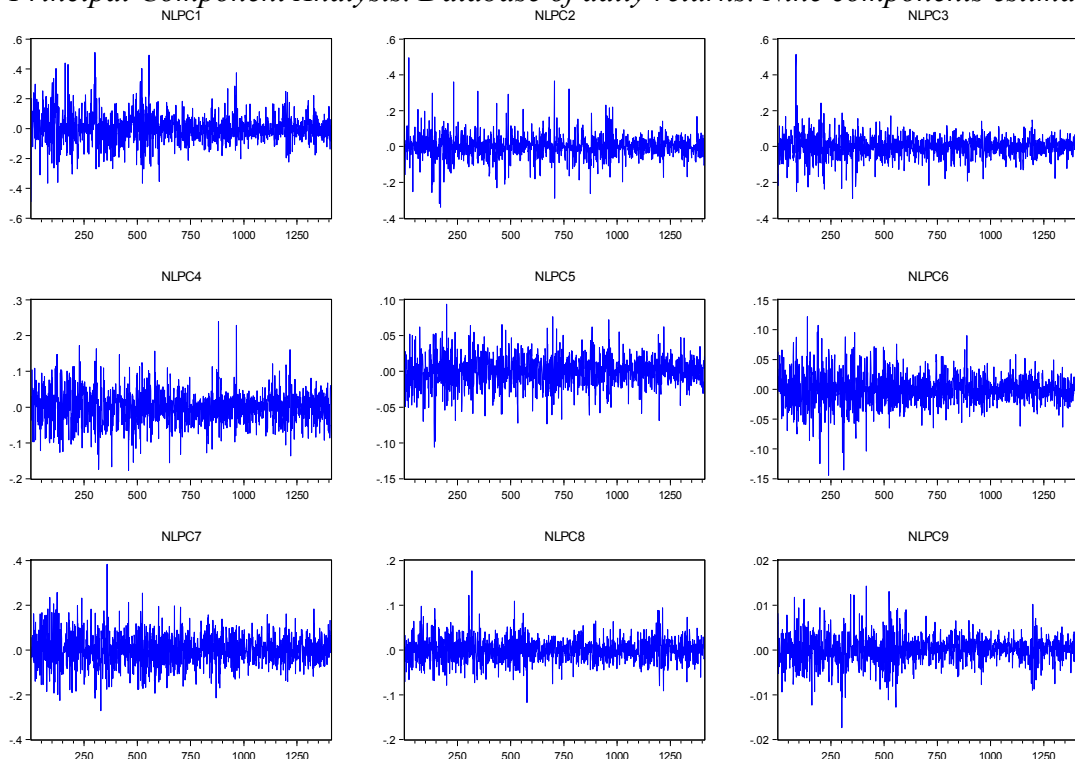 Principal Component Analysis. Database of daily returns. Nine components estima
NLPC1
.6
.4
.2
.0
-.2
-.4
-.6
250 500 750 1000 1250
NLPC2
.6
.4
.2
.0
-.2
-.4
250 500 750 1000 1250
NLPC3
.6
.4
.2
.0
-.2
-.4
250 500 750 1000 1250
NLPC4
.3
.2
.1
.0
-.1
-.2
250 500 750 1000 1250
NLPC5
.10
.05
.00
-.05
-.10
-.15
250 500 750 1000 1250
NLPC6
.15
.10
.05
.00
-.05
-.10
-.15
250 500 750 1000 1250
NLPC7
.4
.2
.0
-.2
-.4
250 500 750 1000 1250
NLPC8
.2
.1
.0
-.1
-.2
250 500 750 1000 1250
NLPC9
.02
.01
.00
-.01
-.02
250 500 750 1000 1250